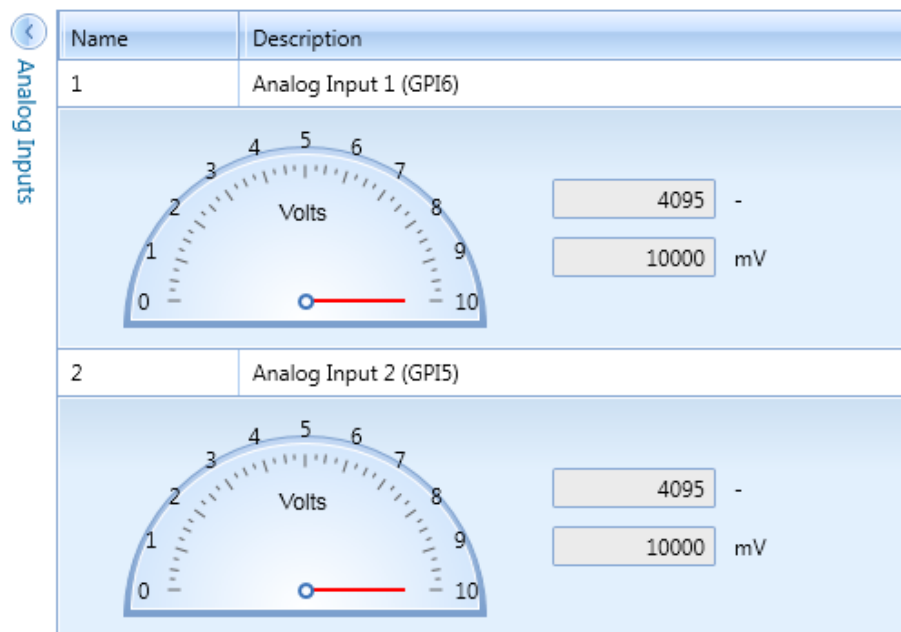 Name Description
Analog Inputs
1 Analog Input 1 (GPI6)
0 1 2 3 4 5 6 7 8 9 10
Volts
4095 -
10000 mV
2 Analog Input 2 (GPI5)
0 1 2 3 4 5 6 7 8 9 10
Volts
4095 -
10000 mV